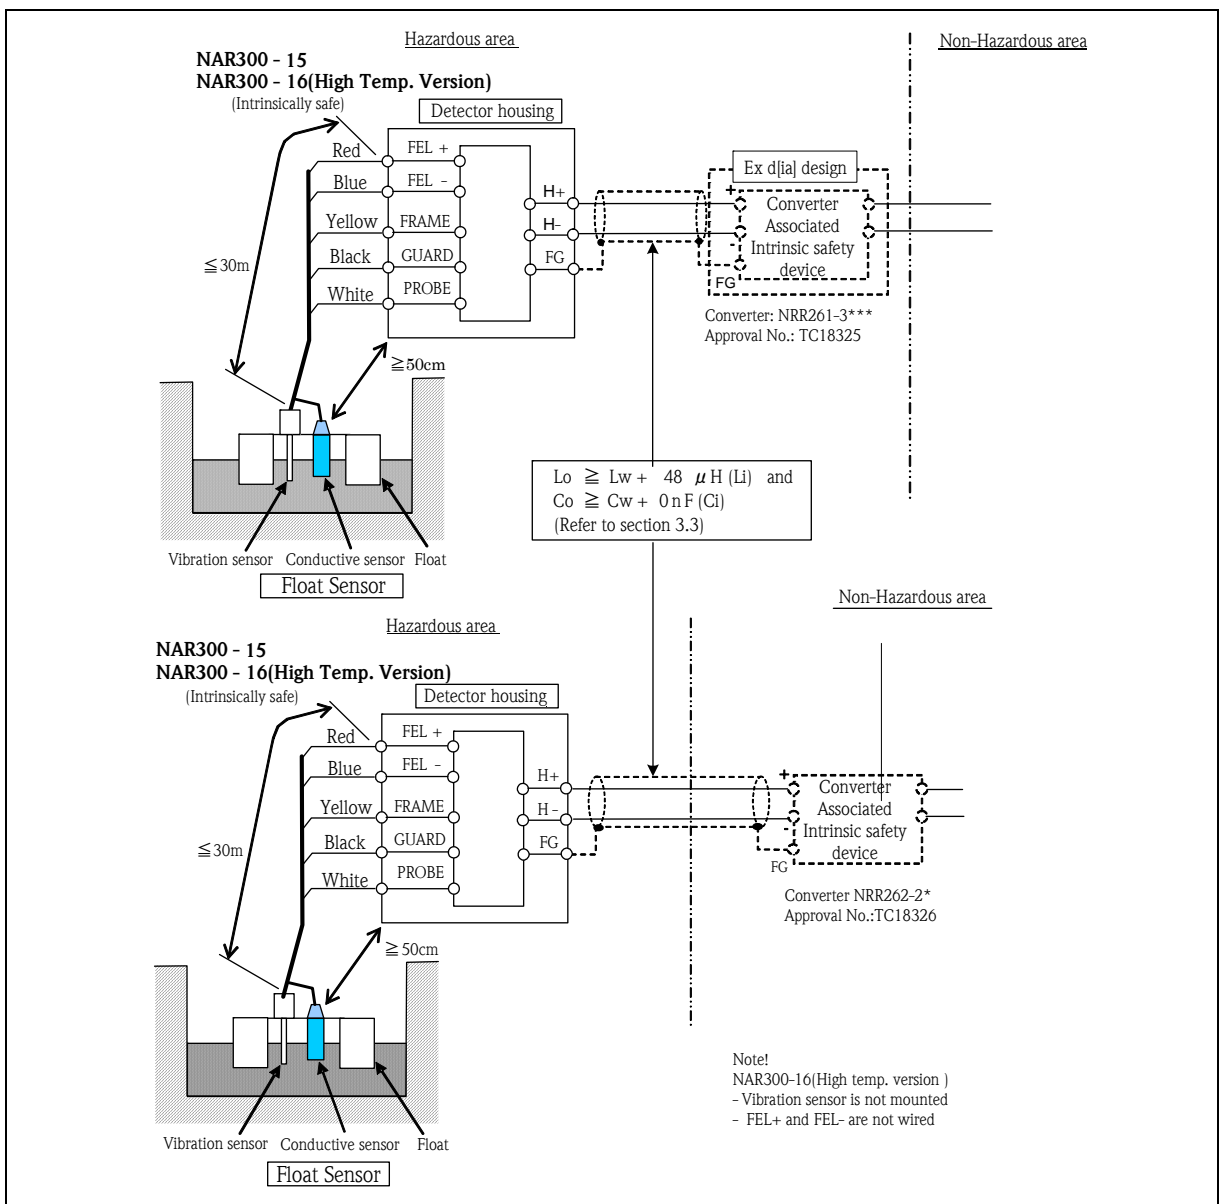 Hazardous area
Non-Hazardous area
NAR300 - 15
NAR300 - 16(High Temp. Version)
(Intrinsically safe)
Detector housing
Red
FEL +
Blue
FEL -
Yellow
FRAME
Black
GUARD
White
PROBE
H+
H-
FG
≦30m
≧50cm
Ex d[ia] design
+
-
FG
Converter
Associated
Intrinsic safety
device
Converter: NRR261-3***
Approval No.: TC18325
Vibration sensor
Conductive sensor
Float
Float Sensor
Lo ≧ Lw + 48 μH (Li) and
Co ≧ Cw + 0 nF (Ci)
(Refer to section 3.3)
Non-Hazardous area
Hazardous area
NAR300 - 15
NAR300 - 16(High Temp. Version)
(Intrinsically safe)
Detector housing
Red
FEL +
Blue
FEL -
Yellow
FRAME
Black
GUARD
White
PROBE
H+
H -
FG
≦30m
≧50cm
+
-
FG
Converter
Associated
Intrinsic safety
device
Converter NRR262-2*
Approval No.:TC18326
Vibration sensor
Conductive sensor
Float
Float Sensor
Note!
NAR300-16(High temp. version )
- Vibration sensor is not mounted
- FEL+ and FEL- are not wired